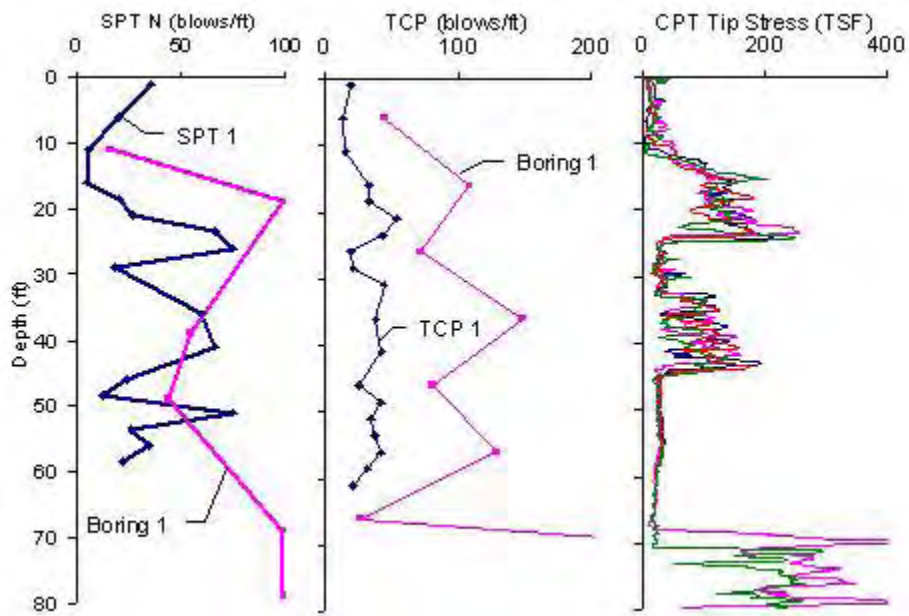 SPT N (blows/ft)
0 50 100
TCP (blows/ft)
0 100 200
CPT Tip Stress (TSF)
0 200 400
Depth (ft)
0
10
20
30
40
50
60
70
80
SPT 1
Boring 1
Boring 1
TCP 1